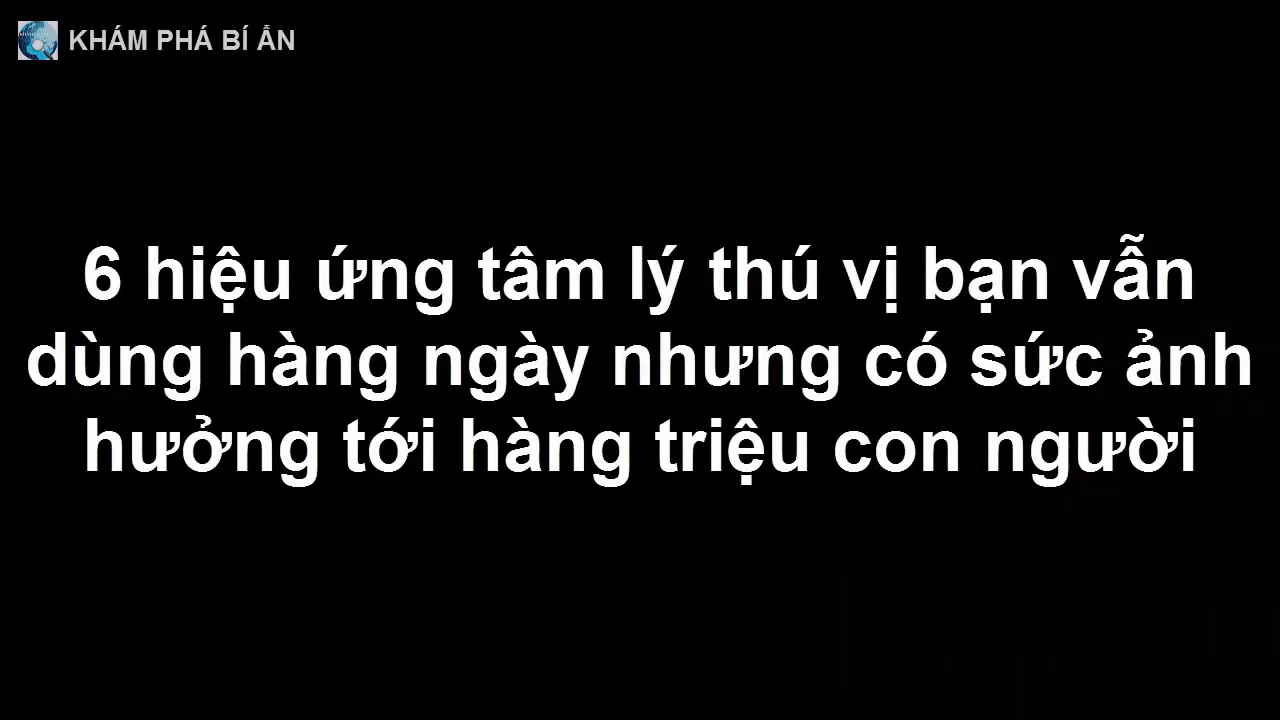 KHÁM PHÁ BÍ ẨN
6 hiệu ứng tâm lý thú vị bạn vẫn
dùng hàng ngày nhưng có sức ảnh
hưởng tới hàng triệu con người